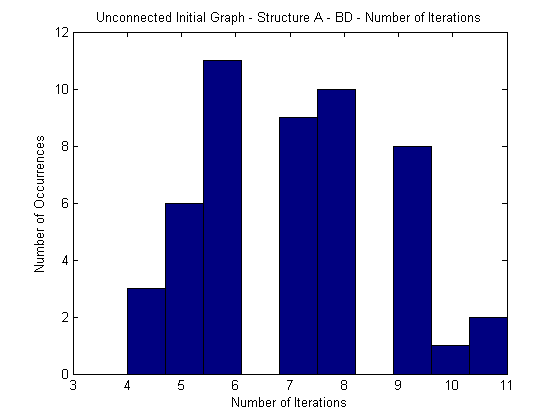 Unconnected Initial Graph - Structure A - BD - Number of Iterations
12
10
8
6
4
2
0
Number of Occurrences
3 4 5 6 7 8 9 10 11
Number of Iterations